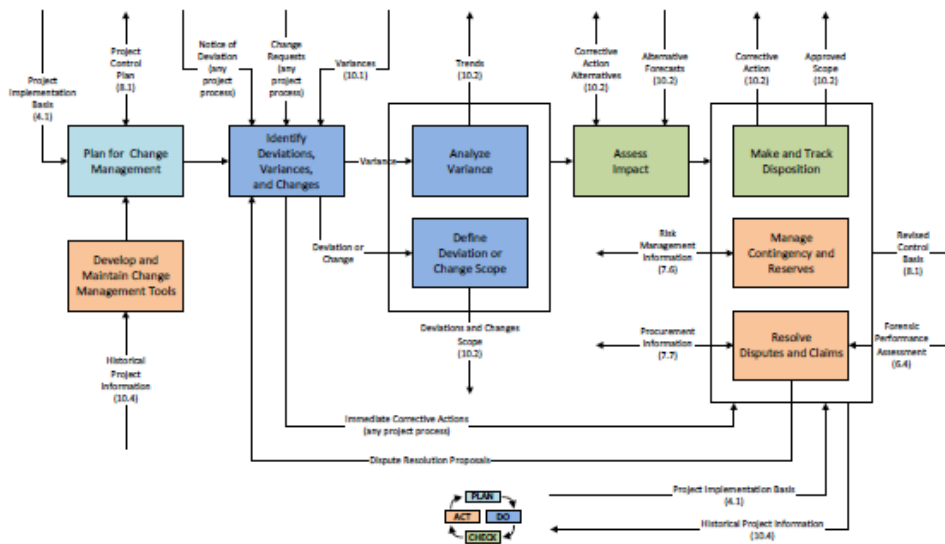 Project
Implementation
Basis
(4.1)
Project
Control
Plan
(8.1)
Notice of
Deviation (any
project
process)
Change
Requests
(any
project
process)
Variances
(10.1)
Trends
(10.2)
Corrective
Action
Alternatives
(10.2)
Alternative
Forecasts
(10.2)
Corrective
Action
(10.2)
Approved
Scope
(10.2)
Plan for Change
Management
Identify
Deviations,
Variances,
and Changes
Variance
Analyze
Variance
Assess
Impact
Make and Track
Disposition
Develop and
Maintain Change
Management Tools
Deviation or
Change
Define
Deviation or
Change Scope
Risk
Management
Information
(7.6)
Manage
Contingency and
Reserves
Revised
Control
Basis
(8.1)
Deviations and Changes
Scope
(10.2)
Procurement
Information
(7.7)
Resolve
Disputes and Claims
Forensic
Performance
Assessment
(6.4)
Historical
Project
Information
(10.4)
Immediate Corrective Actions
(any project process)
Dispute Resolution Proposals
PLAN
ACT
DO
CHECK
Project Implementation Basis
(4.1)
Historical Project Information
(10.4)